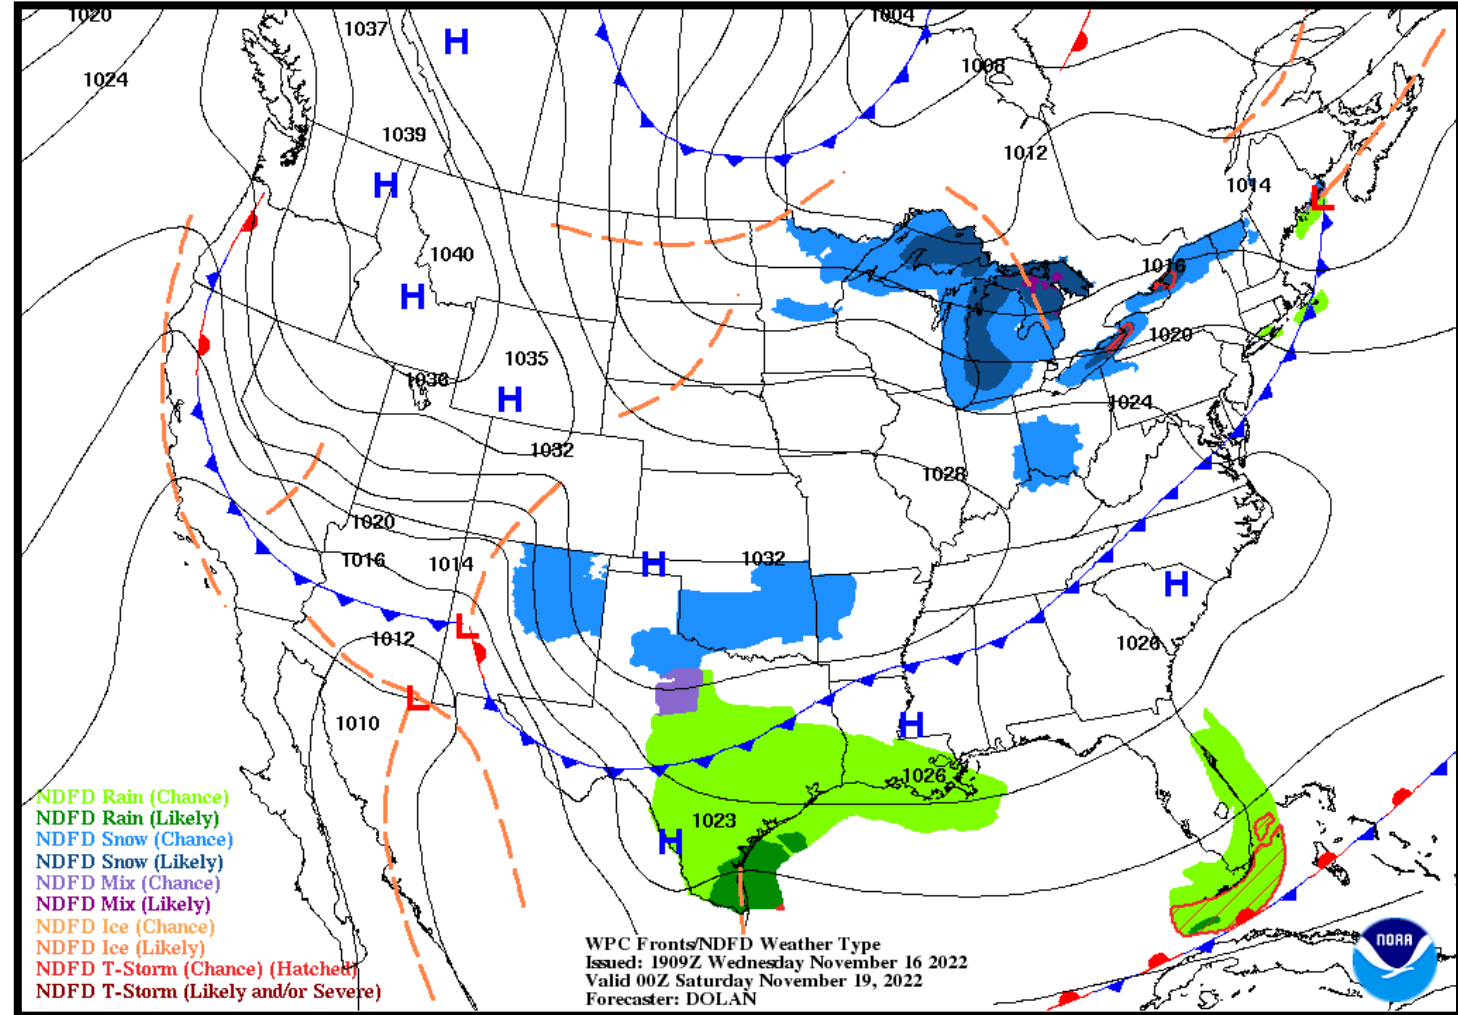 1020
1037
1004
1024
1008
1039
1012
1014
1040
1016
1020
1035
1036
1024
1032
1028
1020
1032
1016
1014
1012
1026
1010
1026
1023
H
H
H
H
H
H
H
H
L
L
L
NDFD Rain (Chance)
NDFD Rain (Likely)
NDFD Snow (Chance)
NDFD Snow (Likely)
NDFD Mix (Chance)
NDFD Mix (Likely)
NDFD Ice (Chance)
NDFD Ice (Likely)
NDFD T-Storm (Chance) (Hatched)
NDFD T-Storm (Likely and/or Severe)
WPC Fronts/NDFD Weather Type
Issued: 1909Z Wednesday November 16 2022
Valid 00Z Saturday November 19, 2022
Forecaster: DOLAN
NOAA